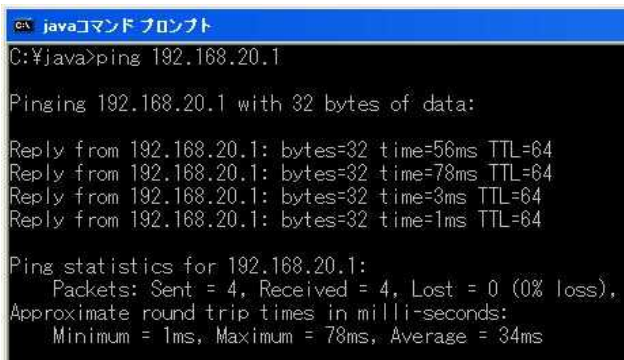 javaコマンド プロンプト
C:¥java>ping 192.168.20.1
Pinging 192.168.20.1 with 32 bytes of data:
Reply from 192.168.20.1: bytes=32 time=56ms TTL=64
Reply from 192.168.20.1: bytes=32 time=78ms TTL=64
Reply from 192.168.20.1: bytes=32 time=3ms TTL=64
Reply from 192.168.20.1: bytes=32 time=1ms TTL=64
Ping statistics for 192.168.20.1:
Packets: Sent = 4, Received = 4, Lost = 0 (0% loss),
Approximate round trip times in milli-seconds:
Minimum = 1ms, Maximum = 78ms, Average = 34ms